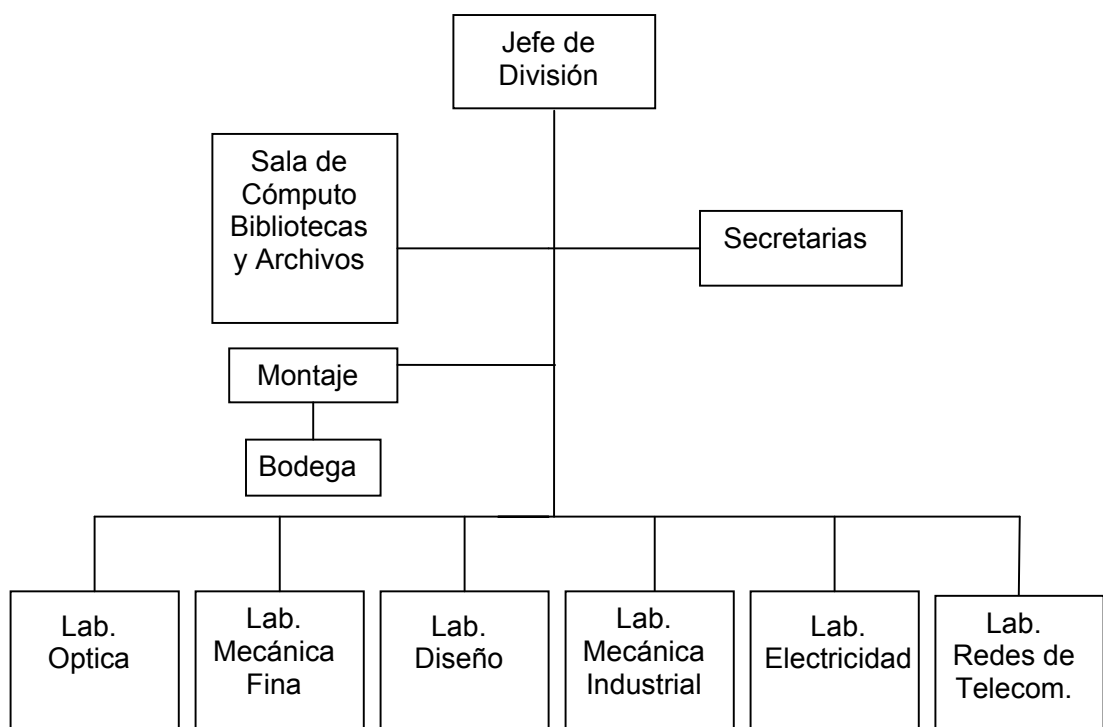 Jefe de
División
Sala de
Cómputo
Bibliotecas
y Archivos
Secretarias
Montaje
Bodega
Lab.
Optica
Lab.
Mecánica
Fina
Lab.
Diseño
Lab.
Mecánica
Industrial
Lab.
Electricidad
Lab.
Redes de
Telecom.